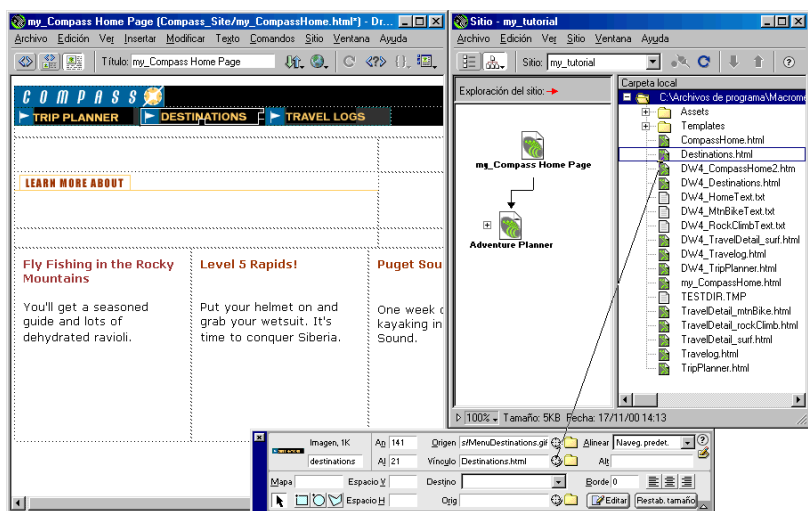 my_Compass Home Page (Compass_Site/my_CompassHome.html*) - Dr...
Archivo Edición Ver Insertar Modificar Texto Comandos Sitio Ventana Ayuda
Título: my_Compass Home Page
COMPASS
TRIP PLANNER DESTINATIONS TRAVEL LOGS
LEARN MORE ABOUT
Fly Fishing in the Rocky
Mountains
You'll get a seasoned
guide and lots of
dehydrated ravioli.
Level 5 Rapids!
Put your helmet on and
grab your wetsuit. It's
time to conquer Siberia.
Puget Sou
One week
kayaking in
Sound.
Sitio - my_tutorial
Archivo Edición Ver Sitio Ventana Ayuda
Sitio: my_tutorial
Exploración del sitio:
my_Compass Home Page
Adventure Planner
Carpeta local
C:\Archivos de programa\Macrome
Assets
Templates
CompassHome.html
Destinations.html
DW4_CompassHome2.htm
DW4_Destinations.html
DW4_HomeText.txt
DW4_MtnBikeText.txt
DW4_RockClimbText.txt
DW4_TravelDetail_surf.html
DW4_Travelog.html
DW4_TripPlanner.html
my_CompassHome.html
TESTDIR.TMP
TravelDetail_mtnBike.html
TravelDetail_rockClimb.html
TravelDetail_surf.html
Travelog.html
TripPlanner.html
100% Tamaño: 5KB Fecha: 17/11/00 14:13
Imagen, 1K An 141 Origen s/MenuDestinations.gif Alinear Naveg.predet.
destinations Al 21 Vínculo Destinations.html Alt
Mapa Espacio V Destino Borde 0
Espacio H Orig Editar Restab. tamaño